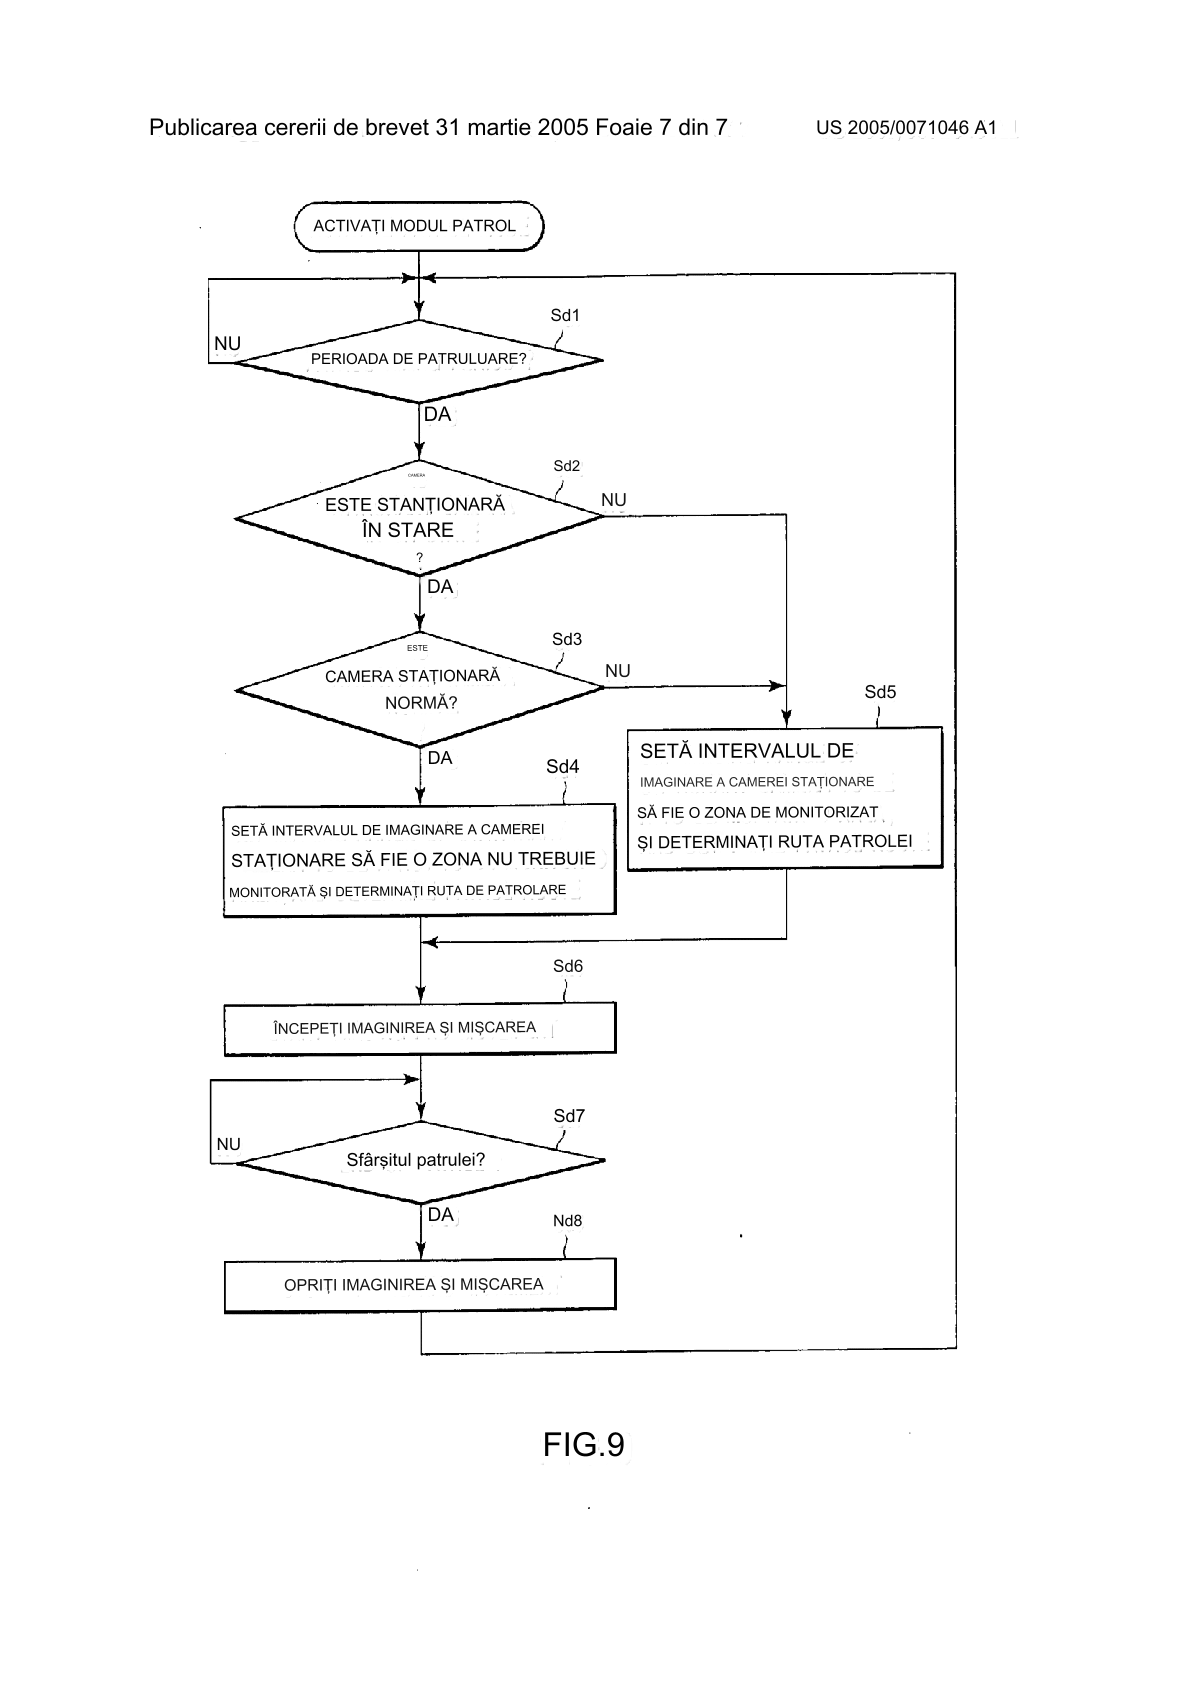 Publicarea cererii de brevet 31 martie 2005 Foaie 7 din 7
US 2005/0071046 A1
ACTIVAȚI MODUL PATROL
Sd1
NU
PERIOADA DE PATRULUARE?
DA
Sd2
CAMERA
NU
ESTE STANȚIONARĂ
ÎN STARE
?
DA
Sd3
ESTE
NU
CAMERA STAȚIONARĂ
NORMĂ?
Sd5
DA
SETĂ INTERVALUL DE
IMAGINARE A CAMEREI STAȚIONARE
SĂ FIE O ZONA DE MONITORIZAT
ȘI DETERMINAȚI RUTA PATROLEI
Sd4
SETĂ INTERVALUL DE IMAGINARE A CAMEREI
STAȚIONARE SĂ FIE O ZONA NU TREBUIE
MONITORATĂ ȘI DETERMINAȚI RUTA DE PATROLARE
Sd6
ÎNCEPEȚI IMAGINIREA ȘI MIȘCAREA
Sd7
NU
Sfârșitul patrulei?
DA
Nd8
OPRIȚI IMAGINIREA ȘI MIȘCAREA
FIG.9